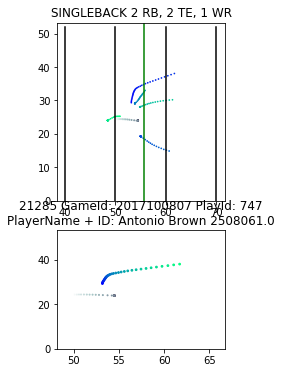 SINGLEBACK 2 RB, 2 TE, 1 WR
50
40
30
20
10
0
40 50 60 70
21285 GameId: 2017100807 PlayId: 747
PlayerName + ID: Antonio Brown 2508061.0
40
20
0
50 55 60 65